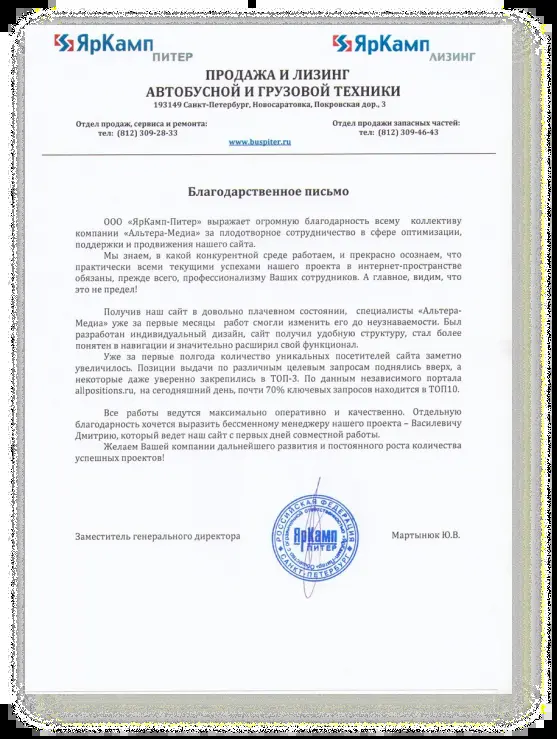 ЯрКамп ПИТЕР
ЯрКамп ЛИЗИНГ
ПРОДАЖА И ЛИЗИНГ
АВТОБУСНОЙ И ГРУЗОВОЙ ТЕХНИКИ
193149 Санкт-Петербург, Новосаратовка, Покровская дор., 3
Отдел продаж, сервиса и ремонта:
тел: (812) 309-28-33
Отдел продажи запасных частей:
тел: (812) 309-46-43
www.buspiter.ru
Благодарственное письмо
ООО «ЯрКамп-Питер» выражает огромную благодарность всему коллективу
компании «Альтера-Медиа» за плодотворное сотрудничество в сфере оптимизации,
поддержки и продвижения нашего сайта.
Мы знаем, в какой конкурентной среде работаем, и прекрасно осознаем, что
практически всеми текущими успехами нашего проекта в интернет-пространстве
обязаны, прежде всего, профессионализму Ваших сотрудников. А главное, видим, что
это не предел!
Получив наш сайт в довольно плачевном состоянии, специалисты «Альтера-
Медиа» уже за первые месяцы работ смогли изменить его до неузнаваемости. Был
разработан индивидуальный дизайн, сайт получил удобную структуру, стал более
понятен в навигации и значительно расширил свой функционал.
Уже за первые полгода количество уникальных посетителей сайта заметно
увеличилось. Позиции выдачи по различным целевым запросам поднялись вверх, а
некоторые даже уверенно закрепились в ТОП-3. По данным независимого портала
allpositions.ru, на сегодняшний день, почти 70% ключевых запросов находится в ТОП10.
Все работы ведутся максимально оперативно и качественно. Отдельную
благодарность хочется выразить бессменному менеджеру нашего проекта – Василевичу
Дмитрию, который ведет наш сайт с первых дней совместной работы.
Желаем Вашей компании дальнейшего развития и постоянного роста количества
успешных проектов!
Заместитель генерального директора
Мартынюк Ю.В.
РОССИЙСКАЯ ФЕДЕРАЦИЯ
ЯрКамп
ПИТЕР
САНКТ-ПЕТЕРБУРГ